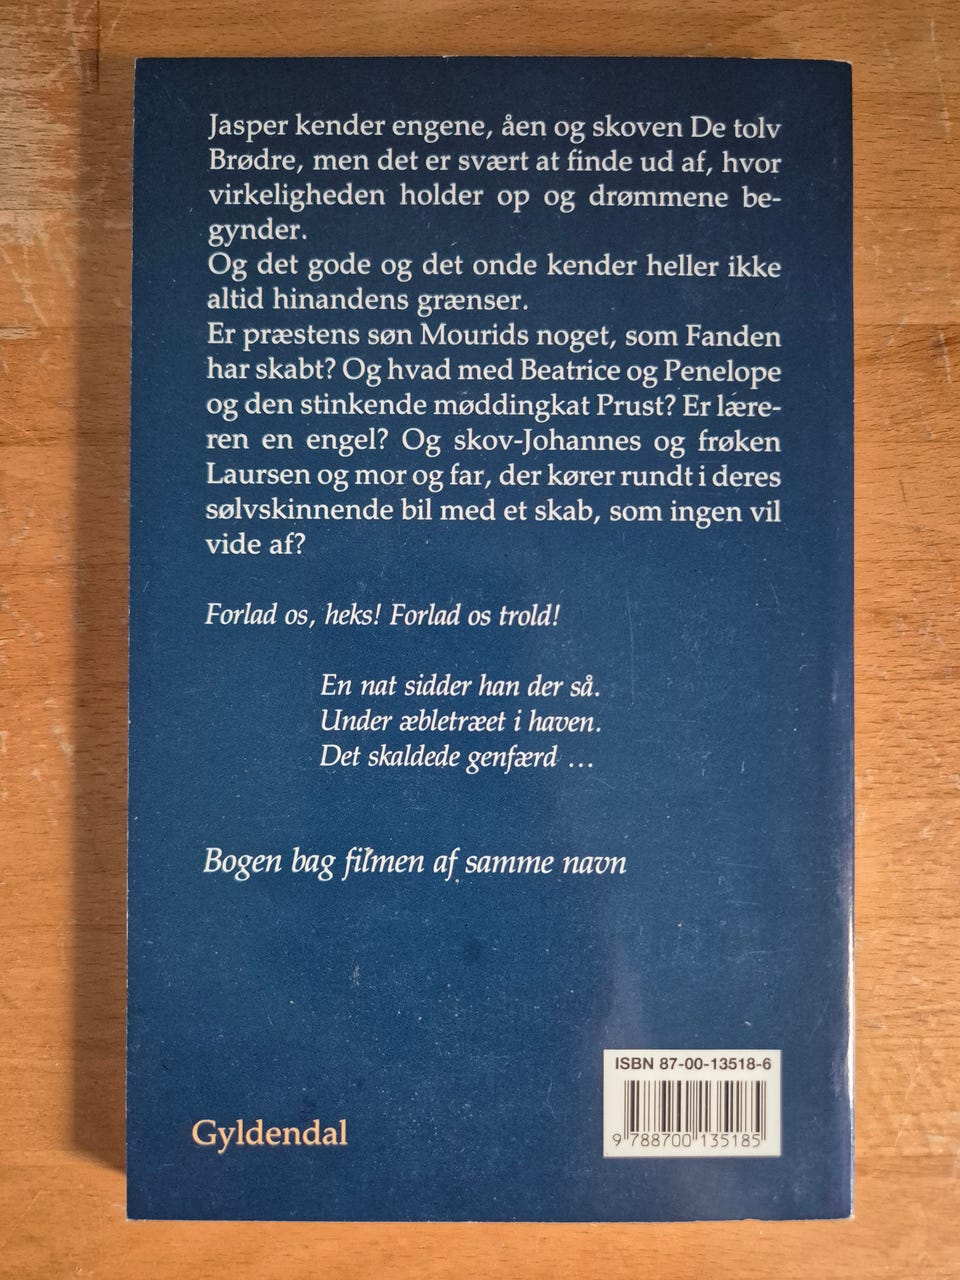 Jasper kender engene, åen og skoven De tolv
Brødre, men det er svært at finde ud af, hvor
virkeligheden holder op og drømmene be-
gynder.
Og det gode og det onde kender heller ikke
altid hinandens grænser.
Er præstens søn Mourids noget, som Fanden
har skabt? Og hvad med Beatrice og Penelope
og den stinkende møddingkat Prust? Er lære-
ren en engel? Og skov-Johannes og frøken
Laursen og mor og far, der kører rundt i deres
sølvskinnende bil med et skab, som ingen vil
vide af?
Forlad os, heks! Forlad os trold!
En nat sidder han der så.
Under æbletræet i haven.
Det skaldede genfærd ...
Bogen bag filmen af samme navn
ISBN 87-00-13518-6
9 788700 135185
Gyldendal